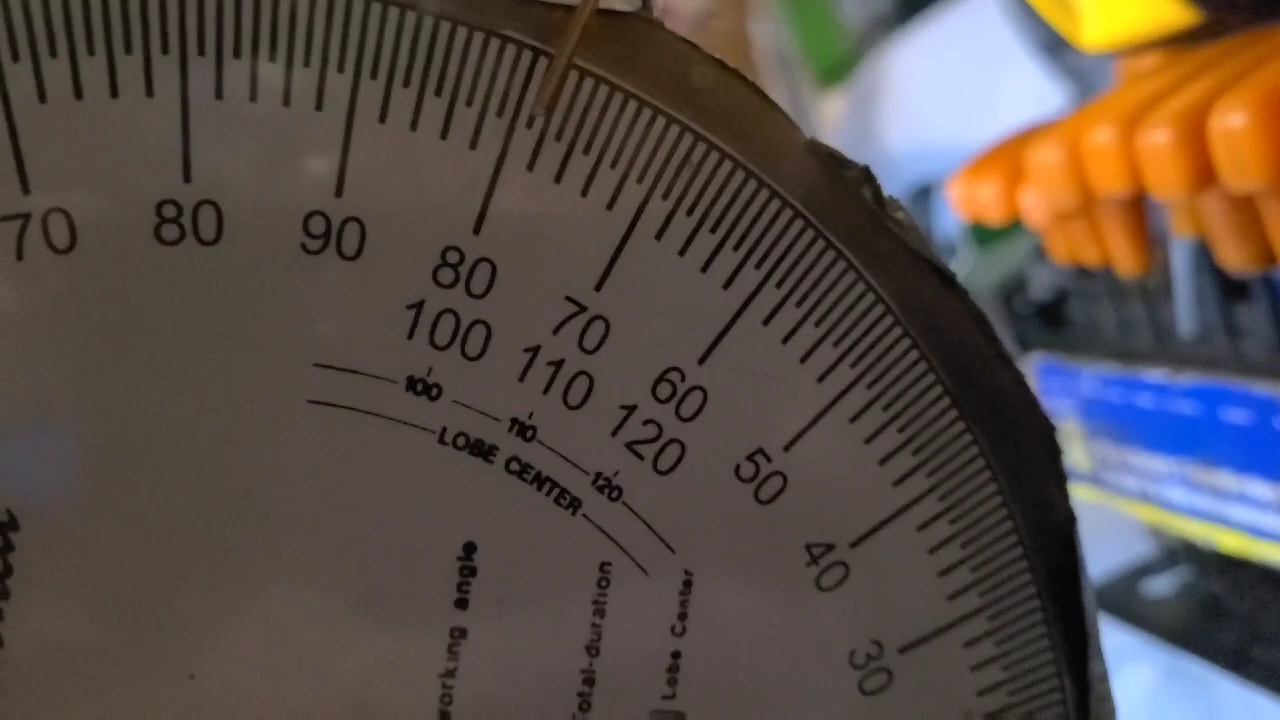 70 80 90 80 70 60 50 40 30
100 110 120
100 110 120
LOBE CENTER
working angle
total-duration
Lobe Center